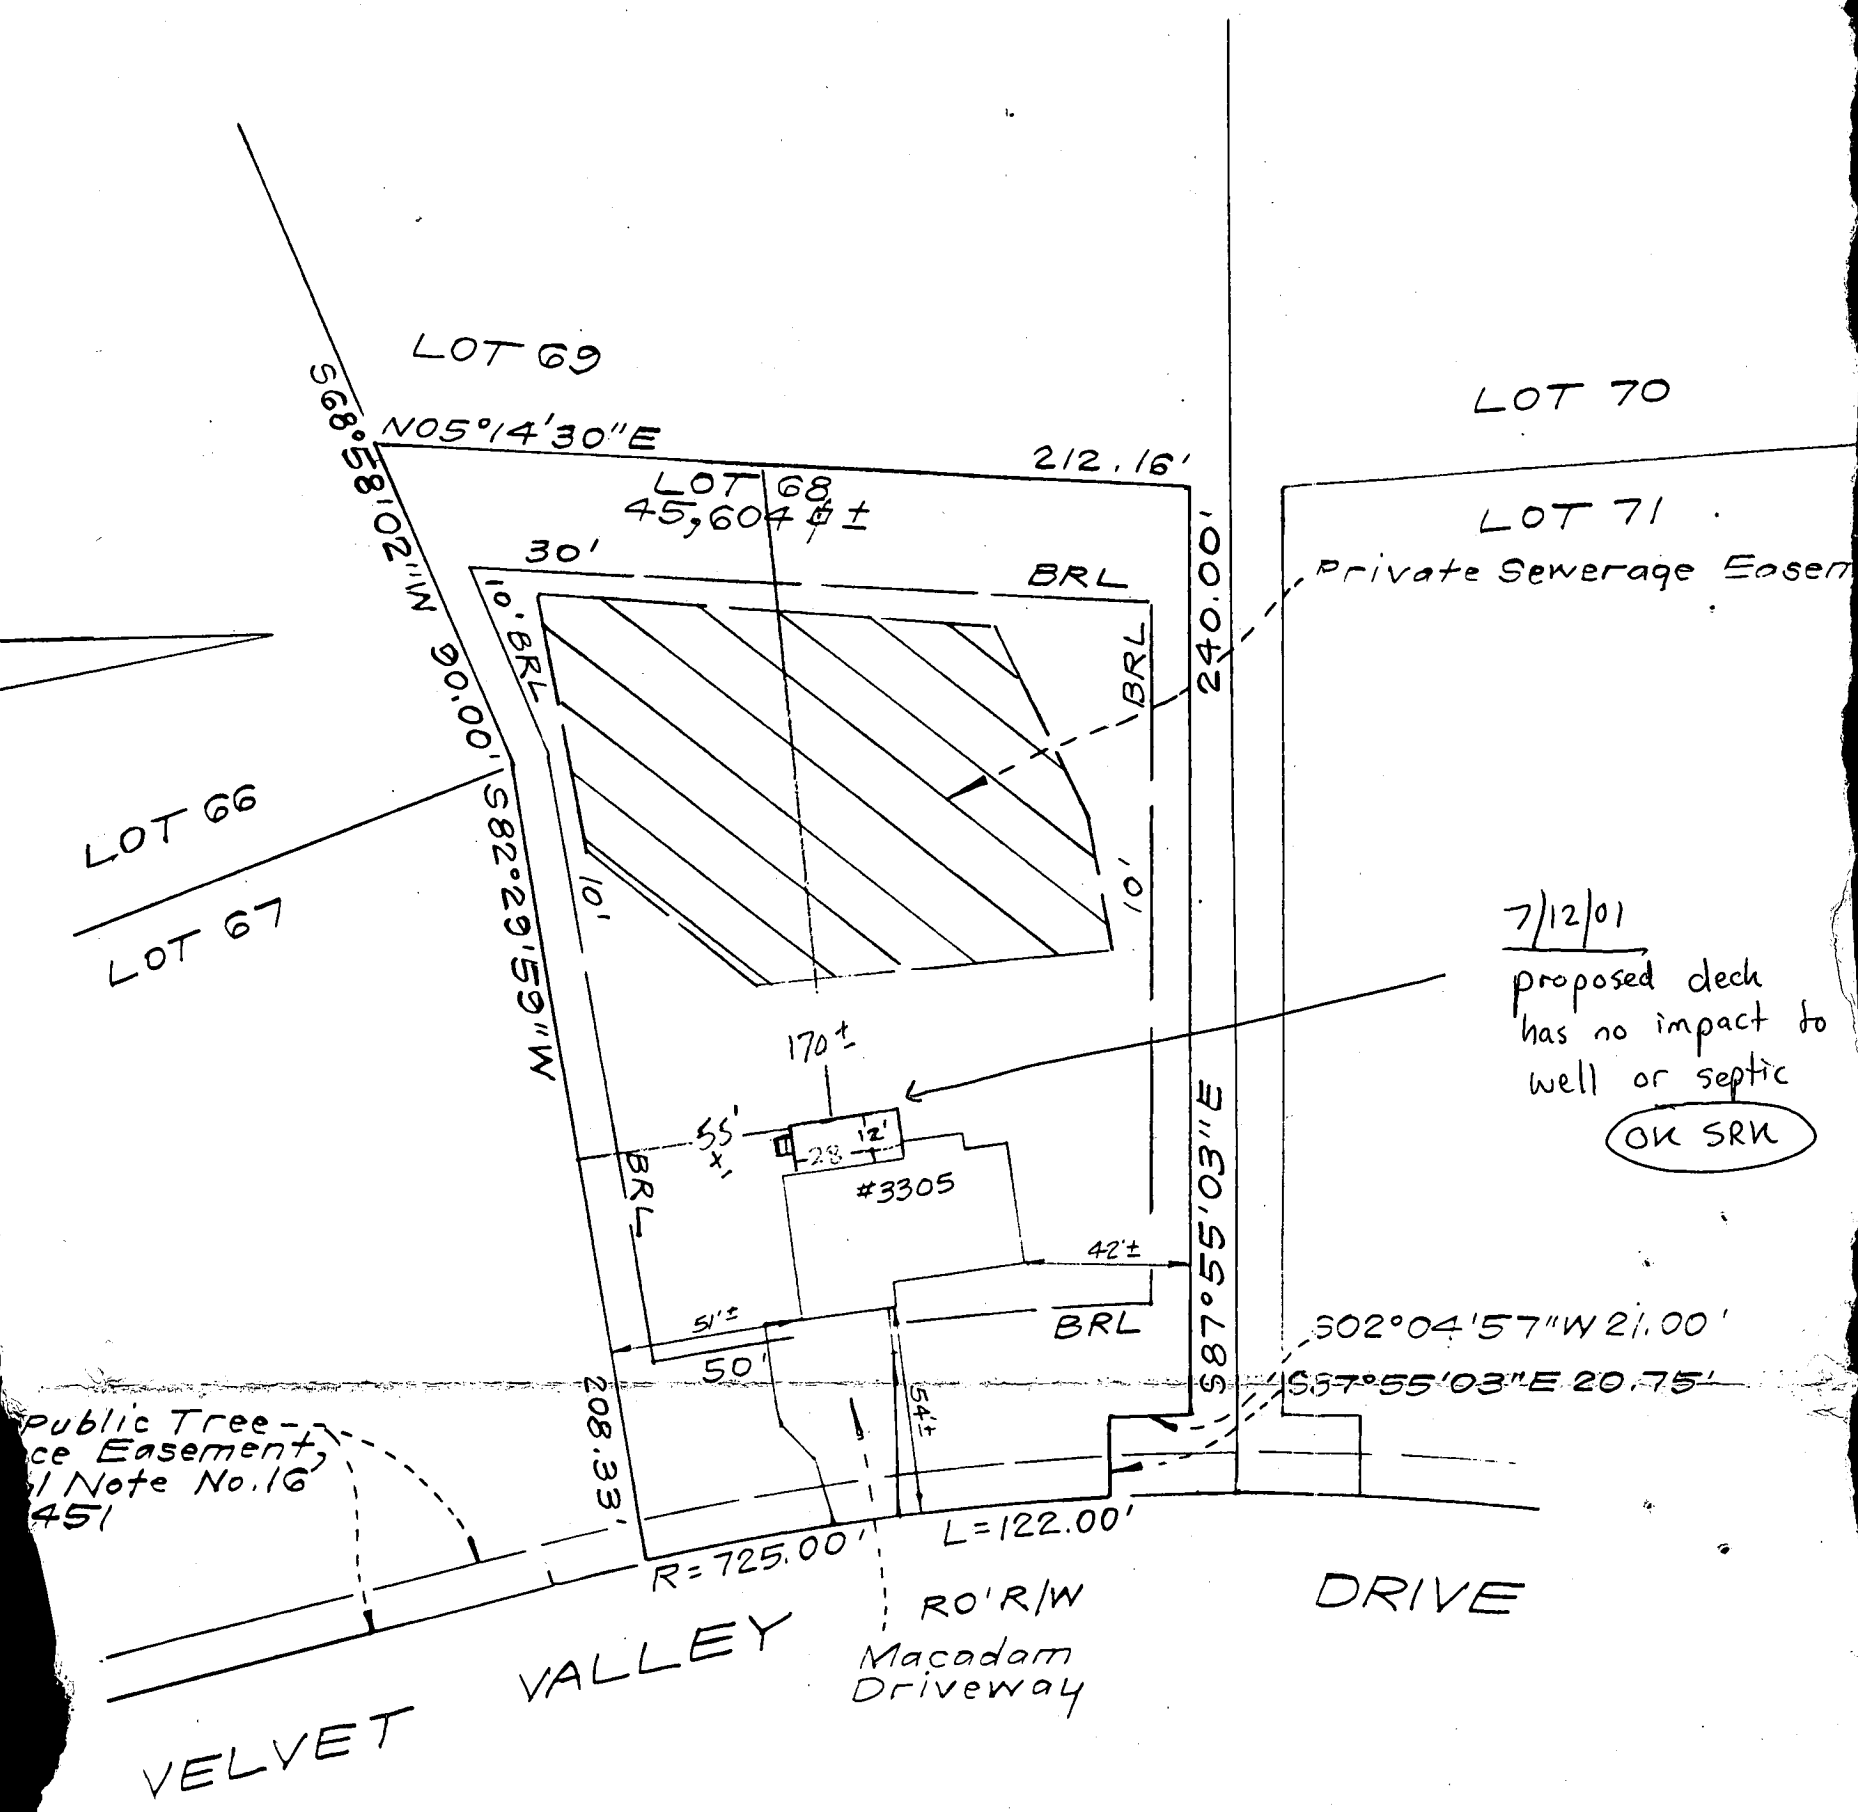 LOT 69
LOT 70
N05°14'30"E
212.16'
S68°58'02"W 90.00'
LOT 68
45,604 ⌗ ±
LOT 71
30'
BRL
Private Sewerage Easem
10' BRL
BRL
240.00'
LOT 66
LOT 67
S82°29'59"W
10'
10'
7/12/01
proposed deck
has no impact to
well or septic
OK SRK
170'±
55'
±
28
12'
#3305
BRL
42'±
S87°55'03"E
51'±
50'
BRL
S02°04'57"W 21.00'
S87°55'03"E 20.75'
208.33'
54'±
Public Tree
ce Easement,
l Note No.16
451
R=725.00'
L=122.00'
R0'R/W
Macadam
Driveway
VELVET VALLEY DRIVE